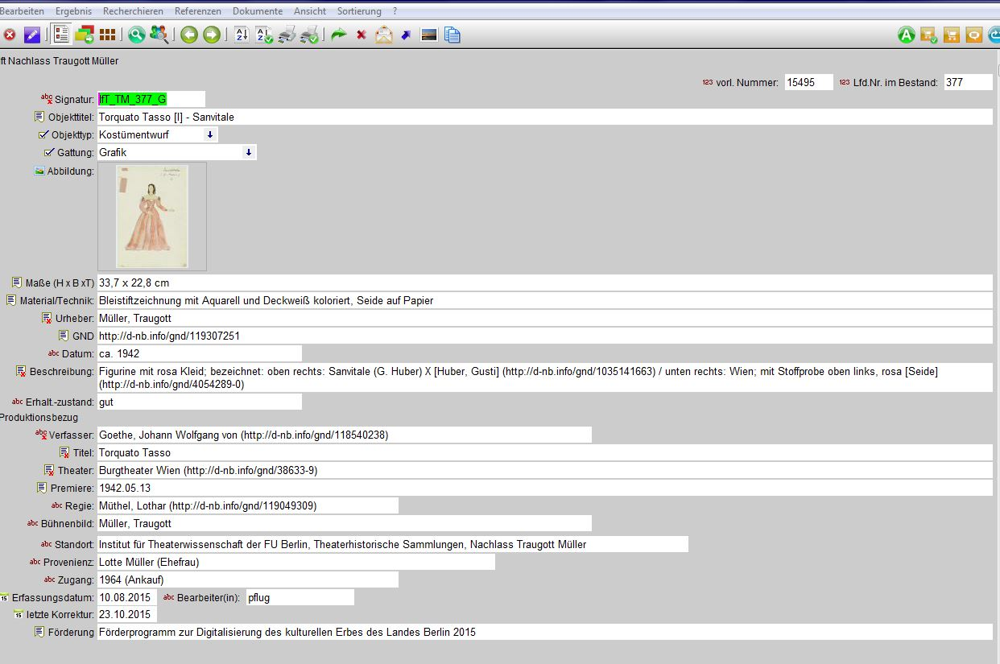 Bearbeiten Ergebnis Recherchieren Referenzen Dokumente Ansicht Sortierung ?
ft Nachlass Traugott Müller
123 vorl. Nummer: 15495 123 Lfd.Nr. im Bestand: 377
abc Signatur: IfT_TM_377_G
Objekttitel: Torquato Tasso [I] - Sanvitale
Objekttyp: Kostümentwurf
Gattung: Grafik
Abbildung:
Maße (H x B xT) 33,7 x 22,8 cm
Material/Technik: Bleistiftzeichnung mit Aquarell und Deckweiß koloriert, Seide auf Papier
Urheber: Müller, Traugott
GND http://d-nb.info/gnd/119307251
abc Datum: ca. 1942
Beschreibung: Figurine mit rosa Kleid; bezeichnet: oben rechts: Sanvitale (G. Huber) X [Huber, Gusti] (http://d-nb.info/gnd/1035141663) / unten rechts: Wien; mit Stoffprobe oben links, rosa [Seide]
(http://d-nb.info/gnd/4054289-0)
abc Erhalt.-zustand: gut
Produktionsbezug
abc Verfasser: Goethe, Johann Wolfgang von (http://d-nb.info/gnd/118540238)
Titel: Torquato Tasso
Theater: Burgtheater Wien (http://d-nb.info/gnd/38633-9)
Premiere: 1942.05.13
abc Regie: Müthel, Lothar (http://d-nb.info/gnd/119049309)
abc Bühnenbild: Müller, Traugott
abc Standort: Institut für Theaterwissenschaft der FU Berlin, Theaterhistorische Sammlungen, Nachlass Traugott Müller
abc Provenienz: Lotte Müller (Ehefrau)
abc Zugang: 1964 (Ankauf)
15 Erfassungsdatum: 10.08.2015 abc Bearbeiter(in): pflug
15 letzte Korrektur: 23.10.2015
Förderung Förderprogramm zur Digitalisierung des kulturellen Erbes des Landes Berlin 2015